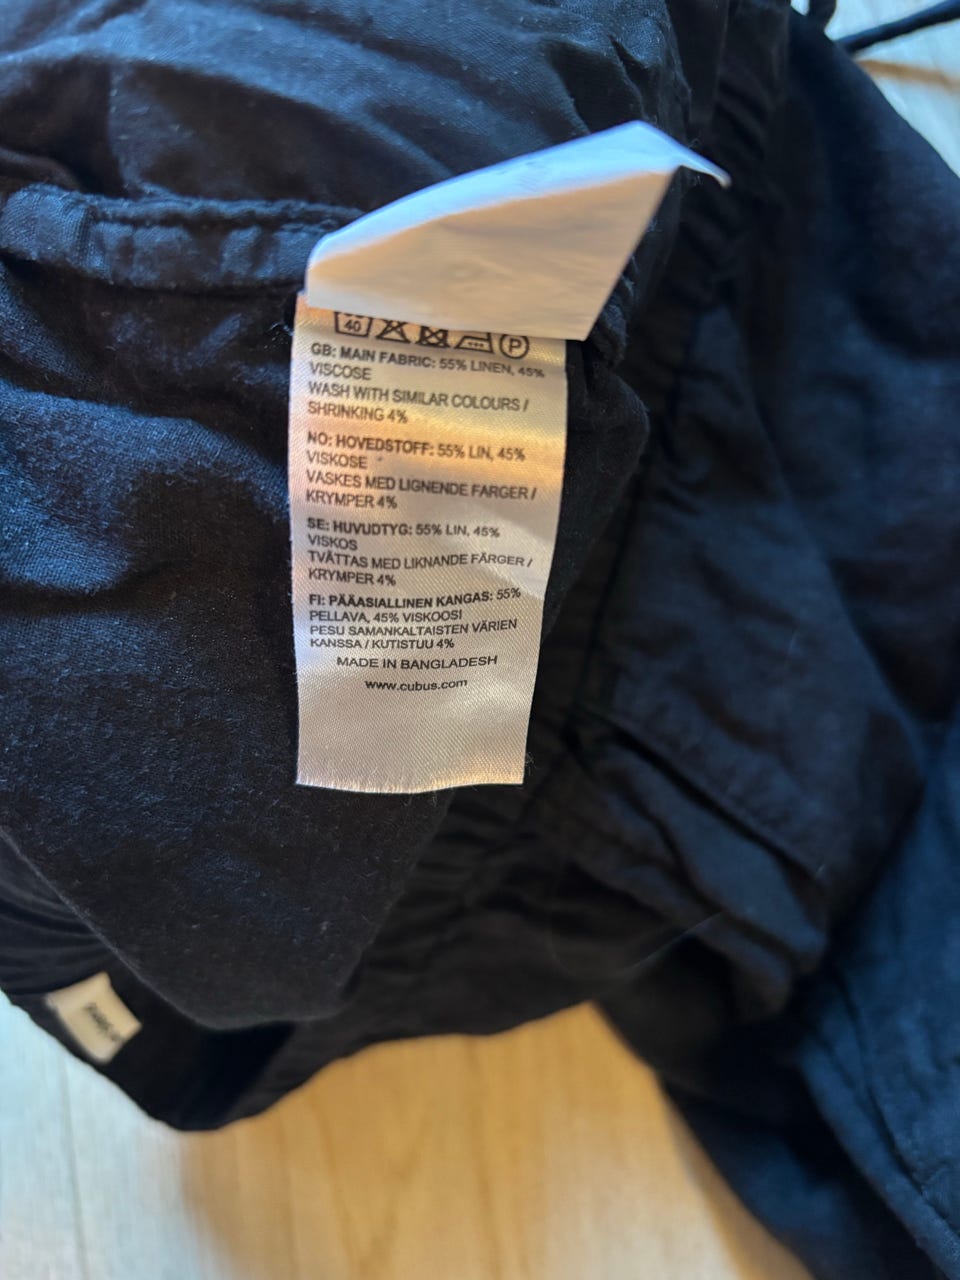 40
P
GB: MAIN FABRIC: 55% LINEN, 45%
VISCOSE
WASH WITH SIMILAR COLOURS /
SHRINKING 4%
NO: HOVEDSTOFF: 55% LIN, 45%
VISKOSE
VASKES MED LIGNENDE FARGER /
KRYMPER 4%
SE: HUVUDTYG: 55% LIN, 45%
VISKOS
TVÄTTAS MED LIKNANDE FÄRGER /
KRYMPER 4%
FI: PÄÄASIALLINEN KANGAS: 55%
PELLAVA, 45% VISKOOSI
PESU SAMANKALTAISTEN VÄRIEN
KANSSA / KUTISTUU 4%
MADE IN BANGLADESH
www.cubus.com